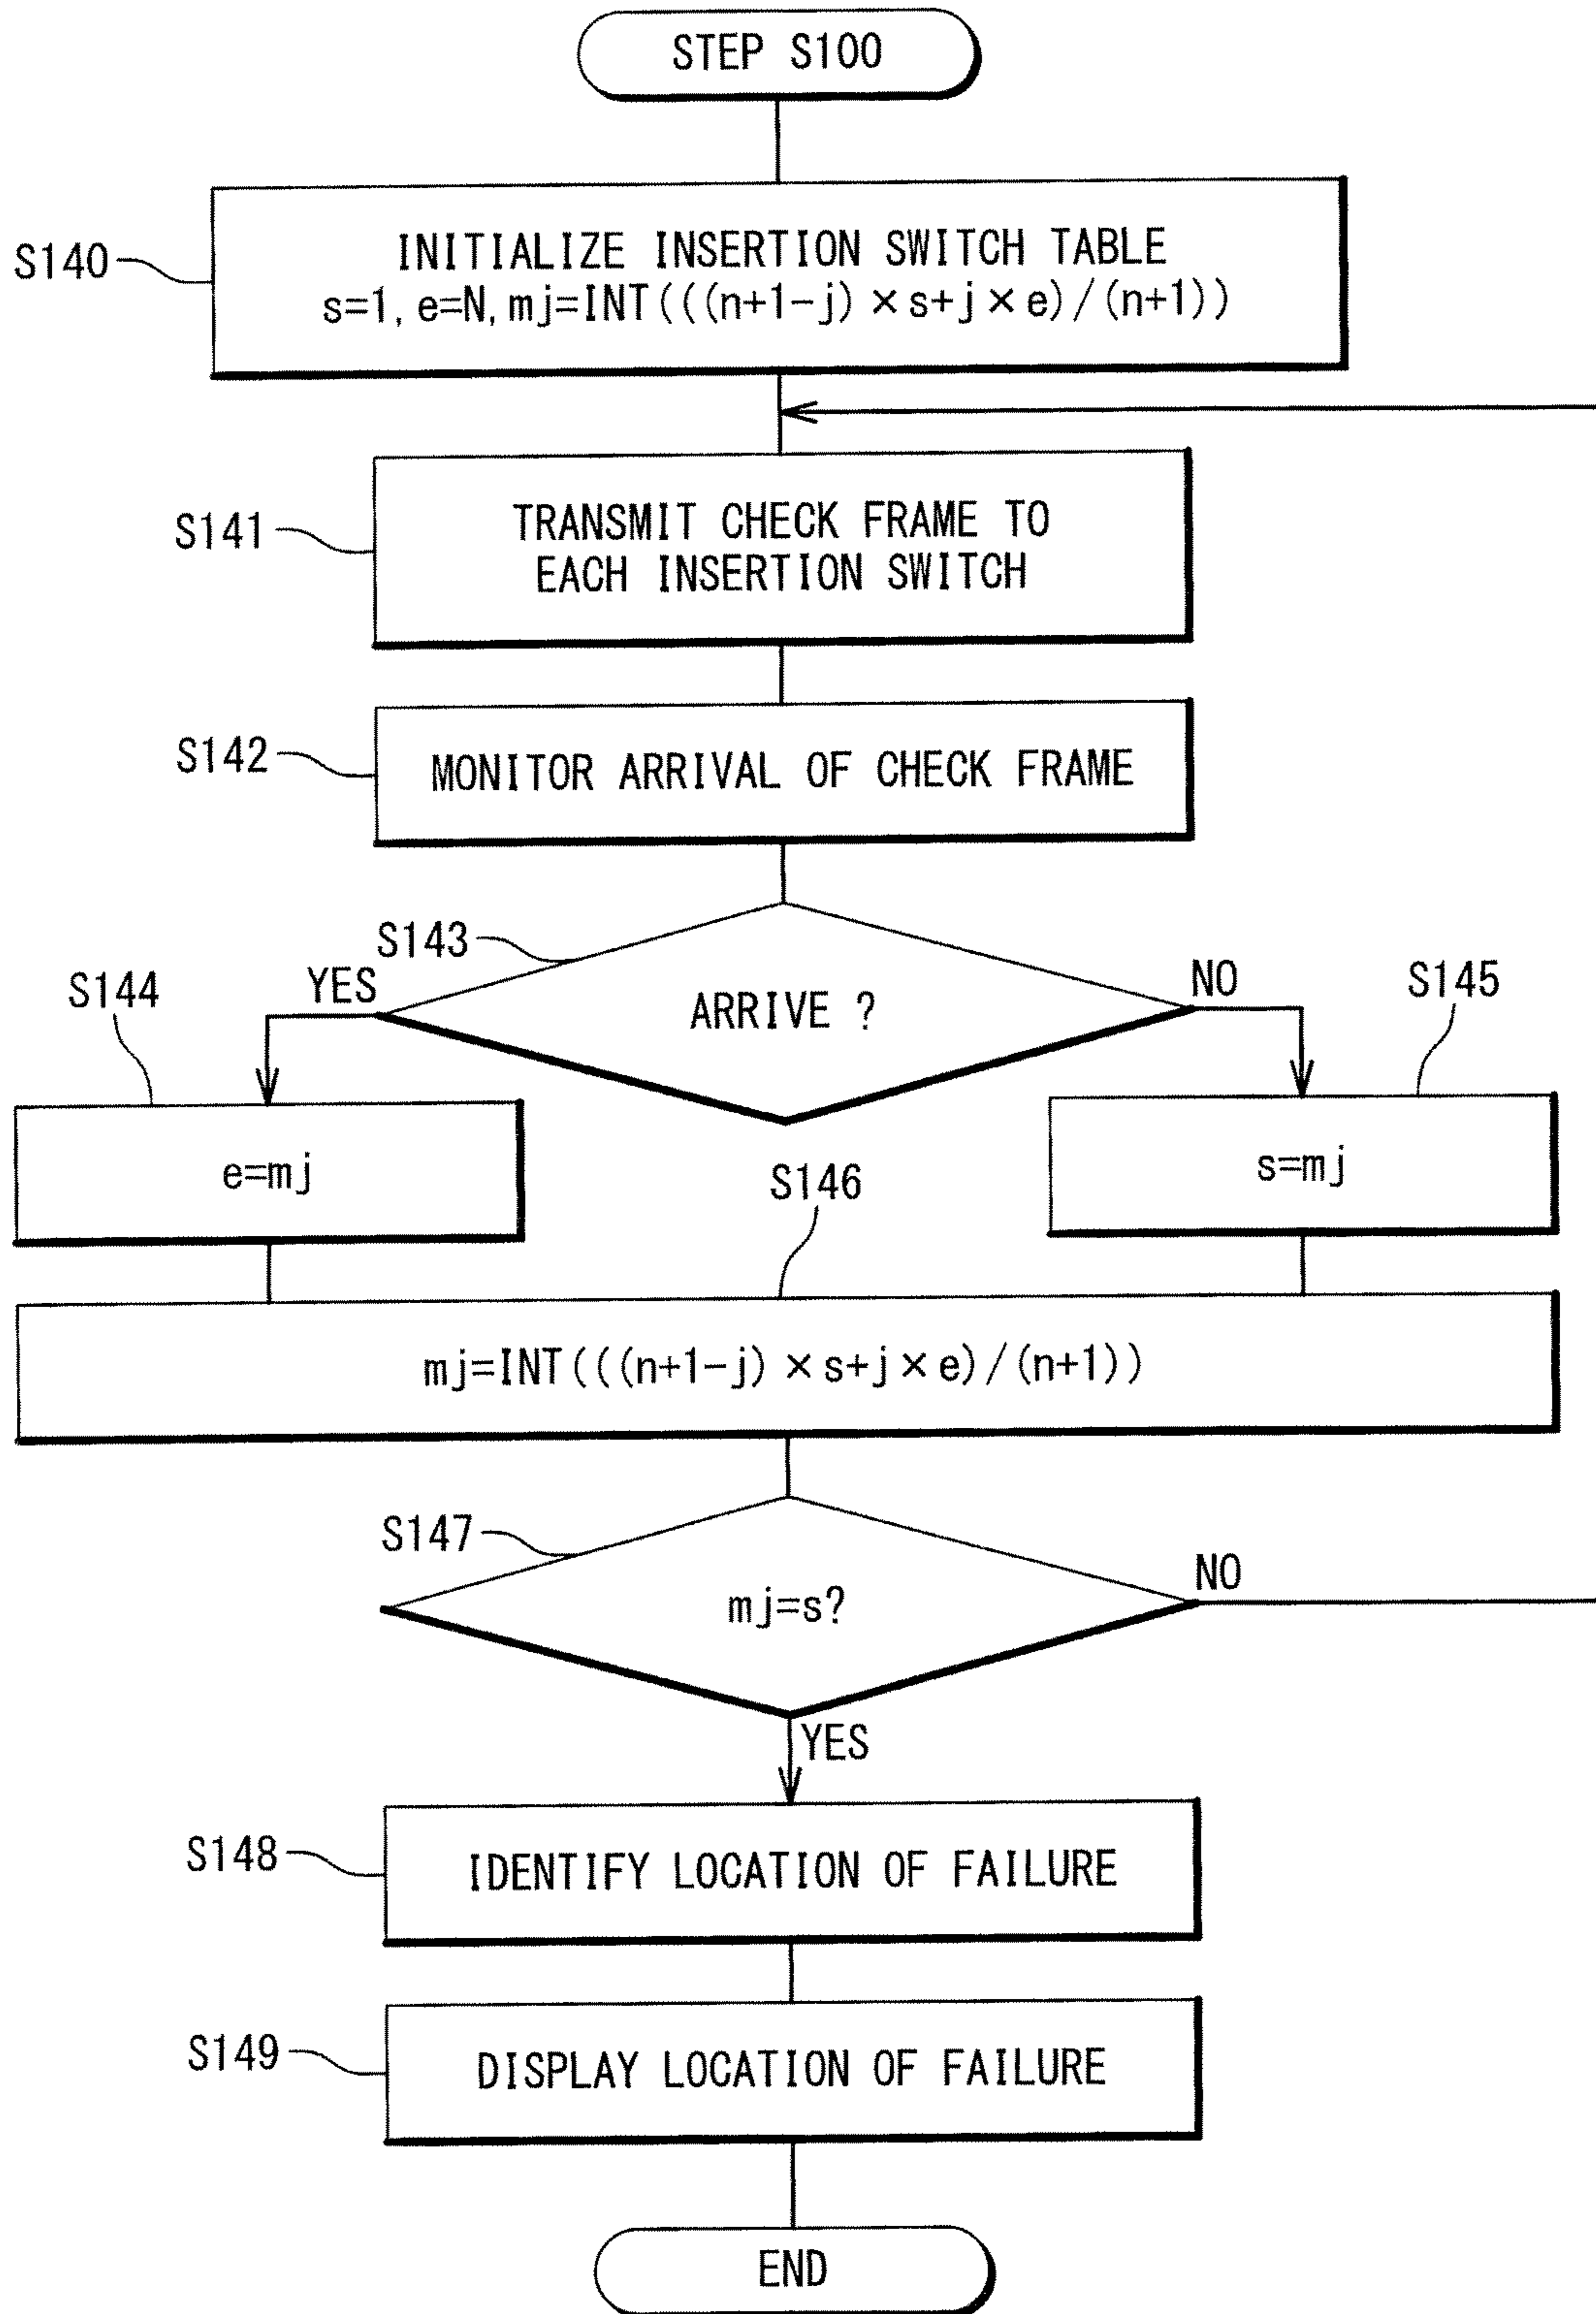 STEP S100
S140
INITIALIZE INSERTION SWITCH TABLE
s=1, e=N, mj=INT(((n+1-j)×s+j×e)/(n+1))
S141
TRANSMIT CHECK FRAME TO
EACH INSERTION SWITCH
S142
MONITOR ARRIVAL OF CHECK FRAME
S143
ARRIVE ?
YES
NO
S144
e=mj
S145
s=mj
S146
mj=INT(((n+1-j)×s+j×e)/(n+1))
S147
mj=s?
NO
YES
S148
IDENTIFY LOCATION OF FAILURE
S149
DISPLAY LOCATION OF FAILURE
END